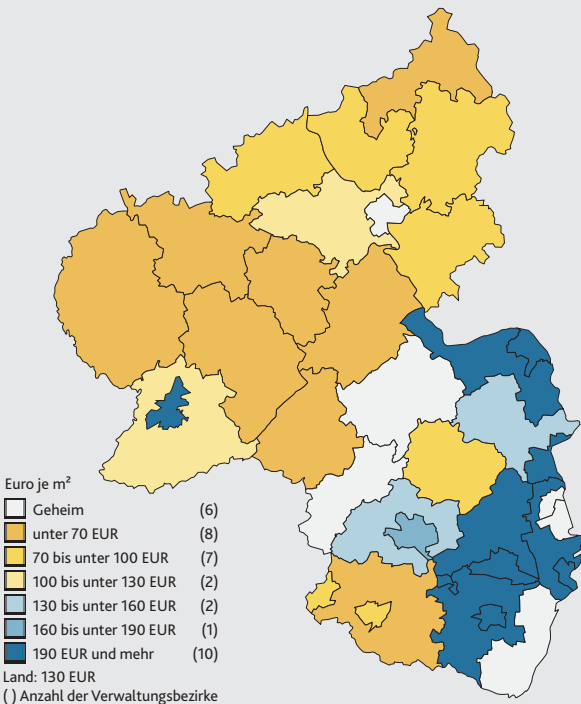 Euro je m²
Geheim (6)
unter 70 EUR (8)
70 bis unter 100 EUR (7)
100 bis unter 130 EUR (2)
130 bis unter 160 EUR (2)
160 bis unter 190 EUR (1)
190 EUR und mehr (10)
Land: 130 EUR
( ) Anzahl der Verwaltungsbezirke